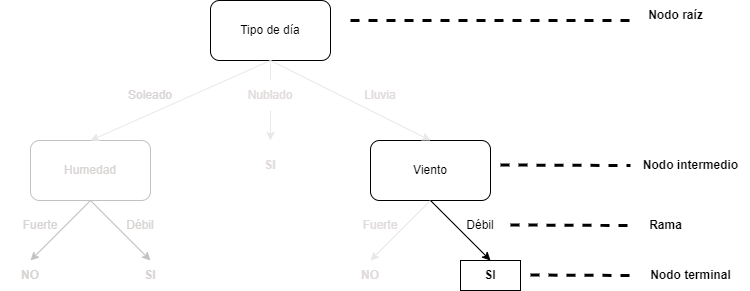 Tipo de día
Nodo raíz
Soleado
Nublado
Lluvia
Humedad
SI
Viento
Nodo intermedio
Fuerte
Débil
Fuerte
Débil
Rama
NO
SI
NO
SI
Nodo terminal